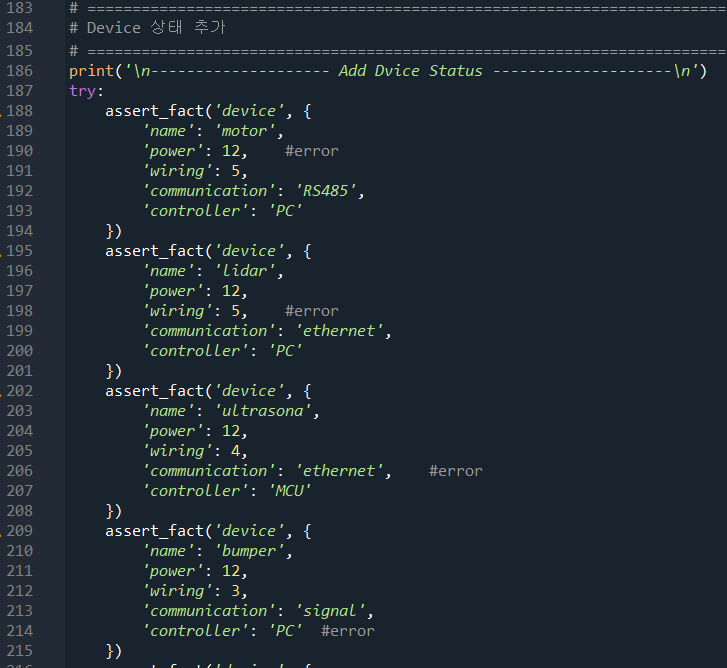 183 # =======================================================================
184 # Device 상태 추가
185 # =======================================================================
186 print('\n-------------------- Add Dvice Status --------------------\n')
187 try:
188     assert_fact('device', {
189         'name': 'motor',
190         'power': 12,    #error
191         'wiring': 5,
192         'communication': 'RS485',
193         'controller': 'PC'
194     })
195     assert_fact('device', {
196         'name': 'lidar',
197         'power': 12,
198         'wiring': 5,    #error
199         'communication': 'ethernet',
200         'controller': 'PC'
201     })
202     assert_fact('device', {
203         'name': 'ultrasona',
204         'power': 12,
205         'wiring': 4,
206         'communication': 'ethernet',    #error
207         'controller': 'MCU'
208     })
209     assert_fact('device', {
210         'name': 'bumper',
211         'power': 12,
212         'wiring': 3,
213         'communication': 'signal',
214         'controller': 'PC'  #error
215     })